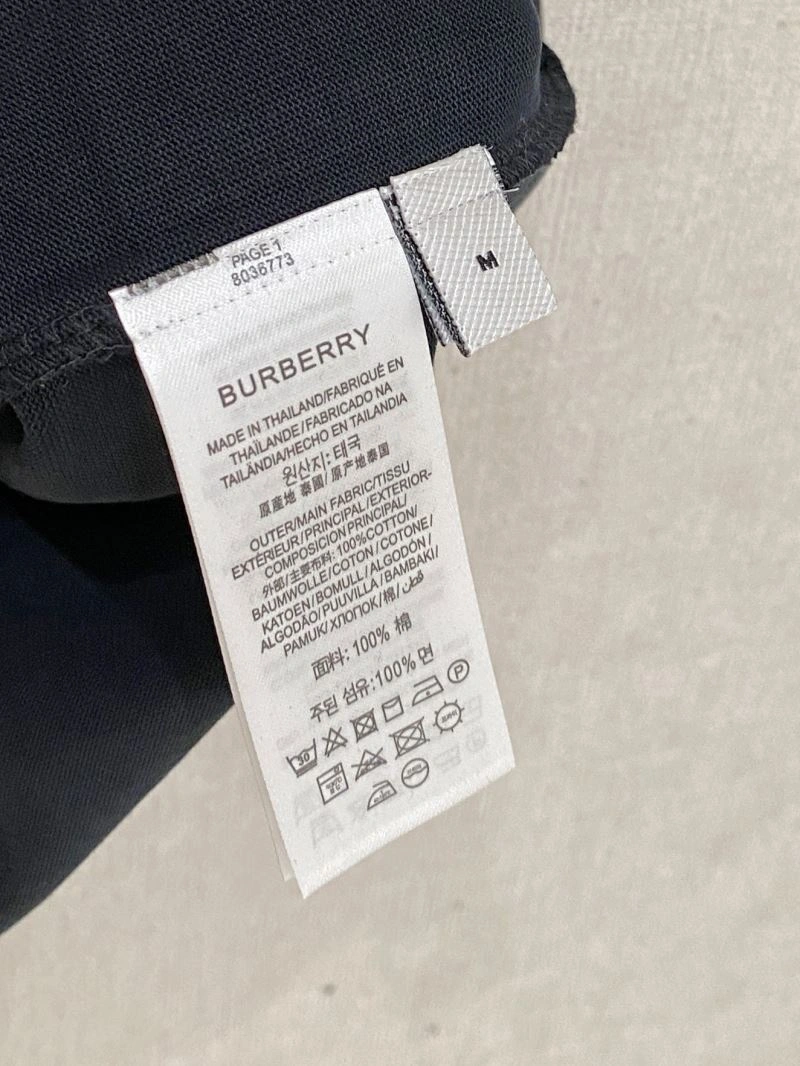 PAGE 1
8036773
M
BURBERRY
MADE IN THAILAND/FABRIQUÉ EN
THAÏLANDE/FABRICADO NA
TAILÂNDIA/HECHO EN TAILANDIA
원산지: 태국
原産地 泰國/ 原产地泰国
OUTER/MAIN FABRIC/TISSU
EXTÉRIEUR/PRINCIPAL/EXTERIOR-
COMPOSICIÓN PRINCIPAL/
外部/主要布料: 100%COTTON/
BAUMWOLLE/COTON/COTONE/
KATOEN/BOMULL/ALGODÓN/
ALGODÃO/PUUVILLA/BAMBAKI/
PAMUK/ХЛОПОК/棉/قطن
面料: 100% 棉
주된 섬유:100% 면
30
P